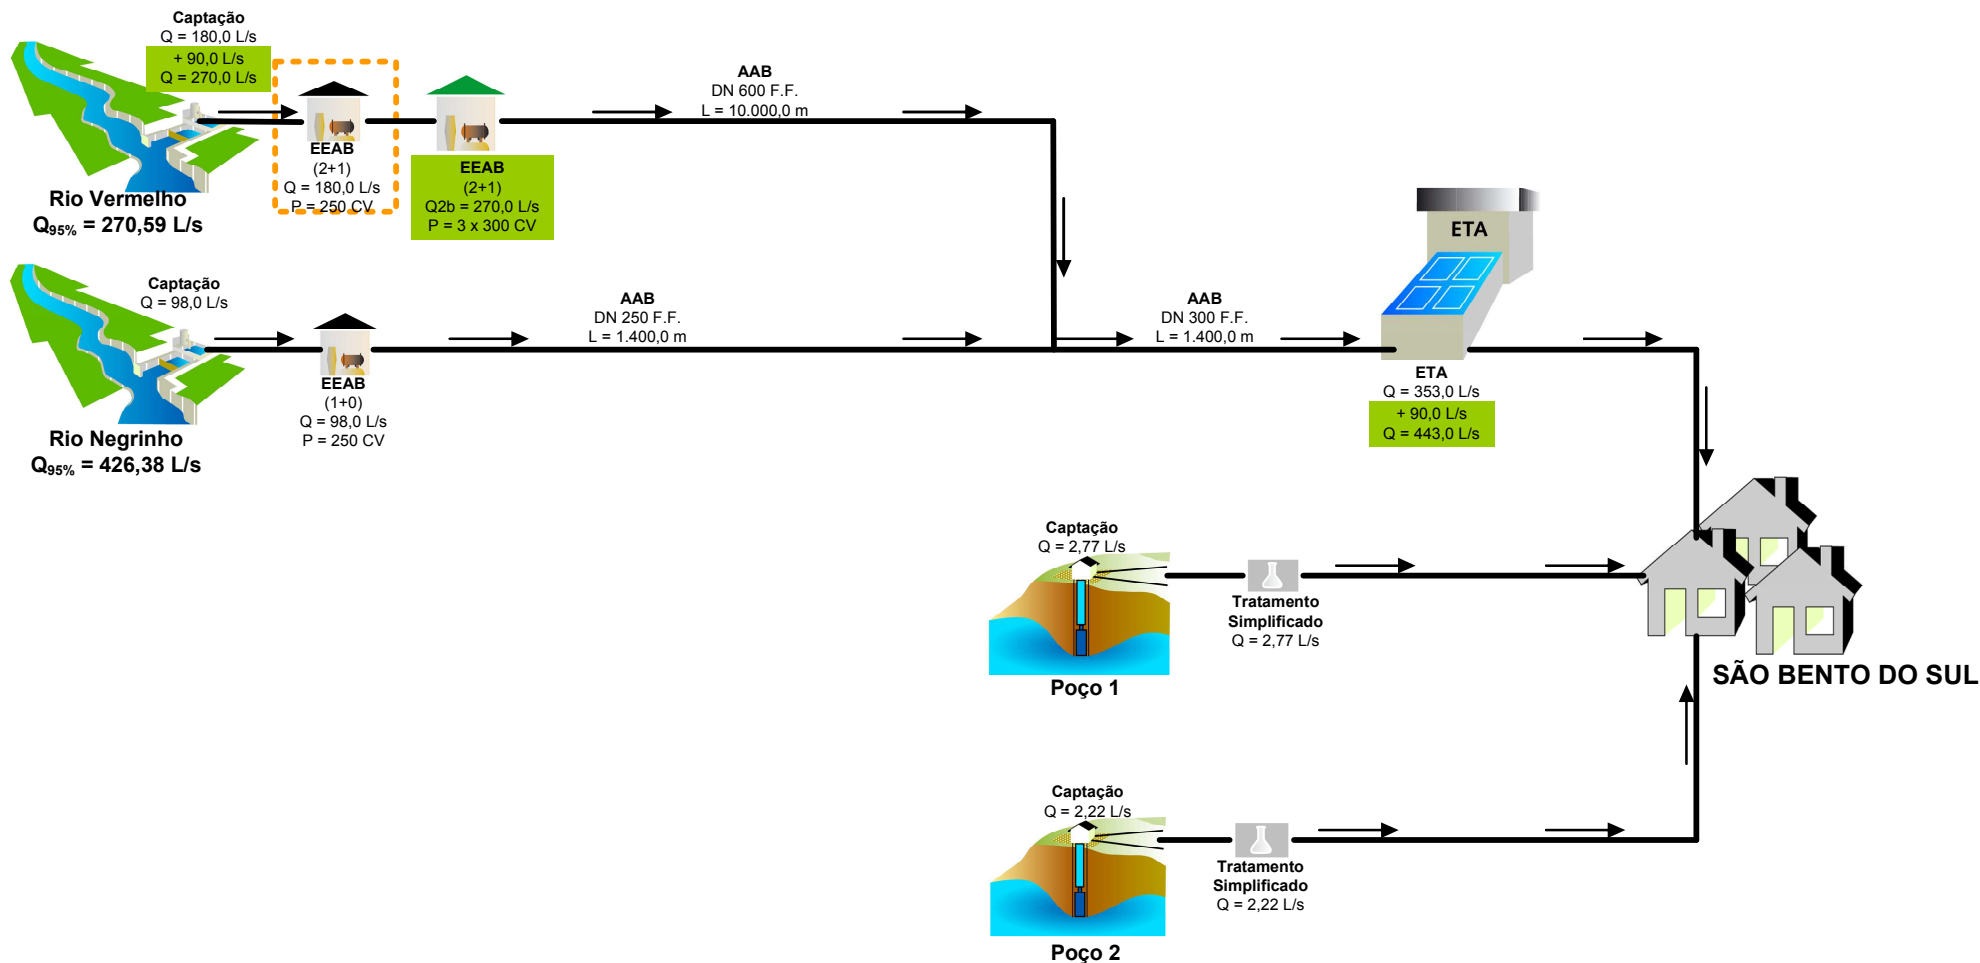 Captação
Q = 180,0 L/s
+ 90,0 L/s
Q = 270,0 L/s
Rio Vermelho
Q95% = 270,59 L/s
EEAB
(2+1)
Q = 180,0 L/s
P = 250 CV
EEAB
(2+1)
Q2b = 270,0 L/s
P = 3 x 300 CV
AAB
DN 600 F.F.
L = 10.000,0 m
Captação
Q = 98,0 L/s
Rio Negrinho
Q95% = 426,38 L/s
EEAB
(1+0)
Q = 98,0 L/s
P = 250 CV
AAB
DN 250 F.F.
L = 1.400,0 m
AAB
DN 300 F.F.
L = 1.400,0 m
ETA
ETA
Q = 353,0 L/s
+ 90,0 L/s
Q = 443,0 L/s
Captação
Q = 2,77 L/s
Poço 1
Tratamento
Simplificado
Q = 2,77 L/s
SÃO BENTO DO SUL
Captação
Q = 2,22 L/s
Poço 2
Tratamento
Simplificado
Q = 2,22 L/s